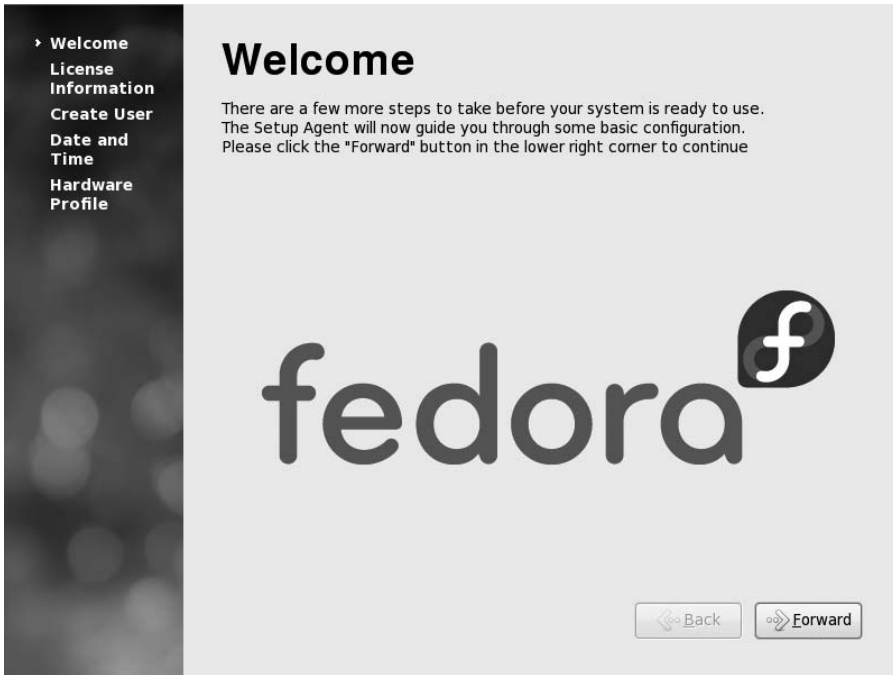 Welcome
License
Information
Create User
Date and
Time
Hardware
Profile
Welcome
There are a few more steps to take before your system is ready to use.
The Setup Agent will now guide you through some basic configuration.
Please click the "Forward" button in the lower right corner to continue
fedora
f
Back
Forward